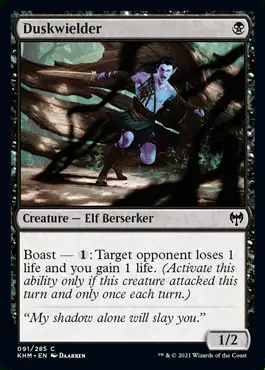 Duskwielder
Creature — Elf Berserker
Boast — 1: Target opponent loses 1
life and you gain 1 life. (Activate this
ability only if this creature attacked this
turn and only once each turn.)
"My shadow alone will slay you."
1/2
091/285 C
KHM • EN Daarken
™ & © 2021 Wizards of the Coast